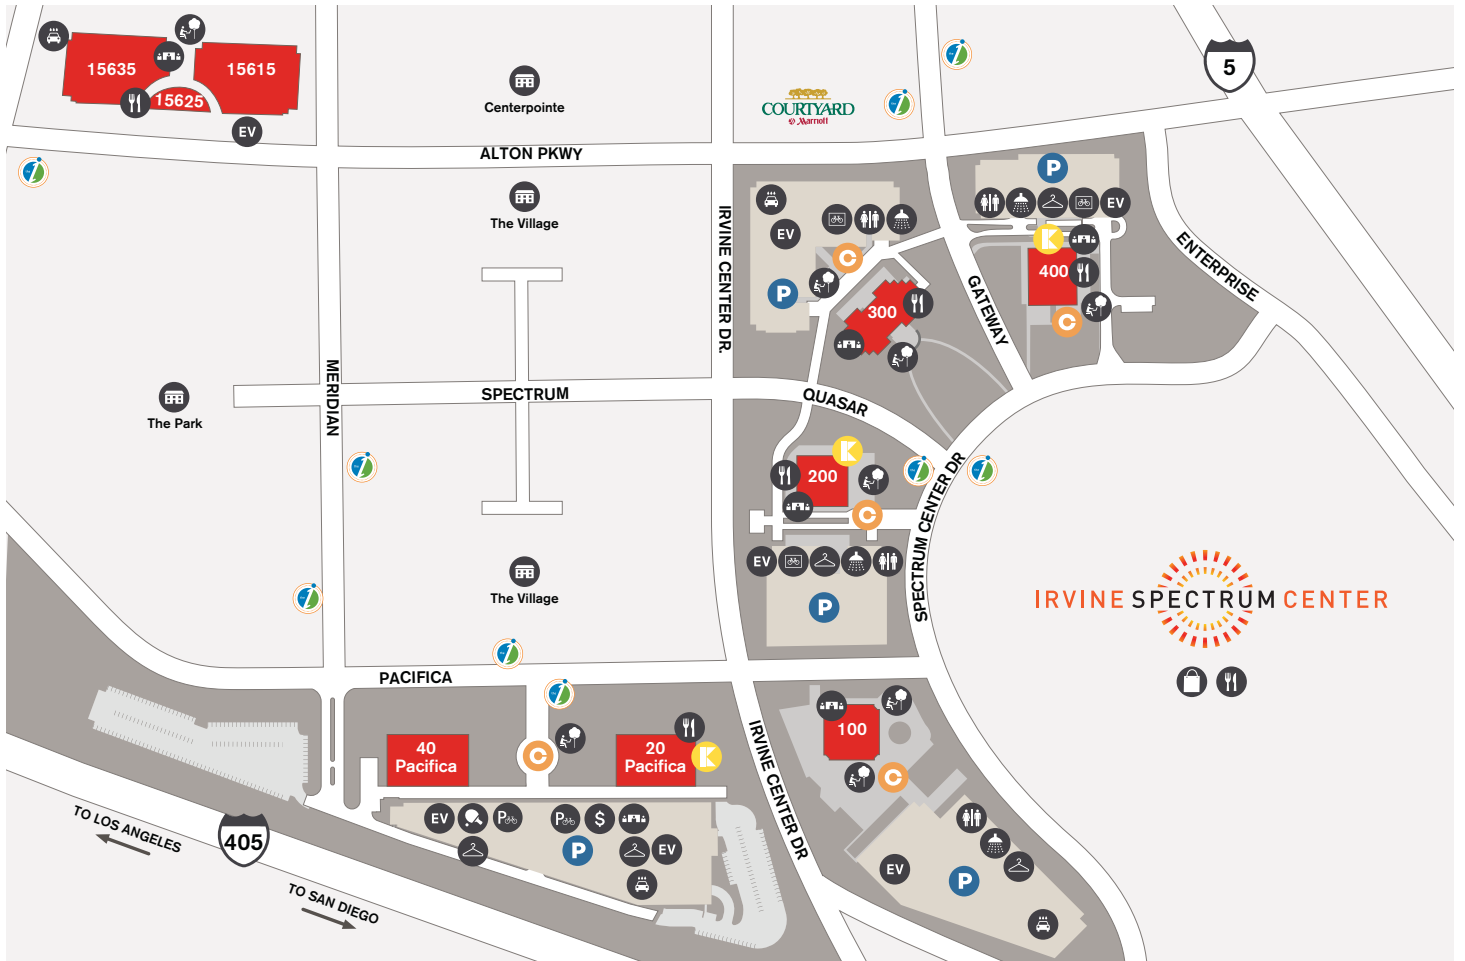 15635
15615
15625
EV
5
Centerpointe
COURTYARD
Marriott
ALTON PKWY
P
The Village
IRVINE CENTER DR.
EV
EV
C
K
ENTERPRISE
400
GATEWAY
P
300
C
MERIDIAN
SPECTRUM
The Park
QUASAR
K
200
SPECTRUM CENTER DR
C
EV
The Village
P
IRVINE SPECTRUM CENTER
PACIFICA
40
Pacifica
C
20
Pacifica
K
IRVINE CENTER DR
100
C
TO LOS ANGELES
405
EV
P
P
$
P
EV
EV
P
TO SAN DIEGO